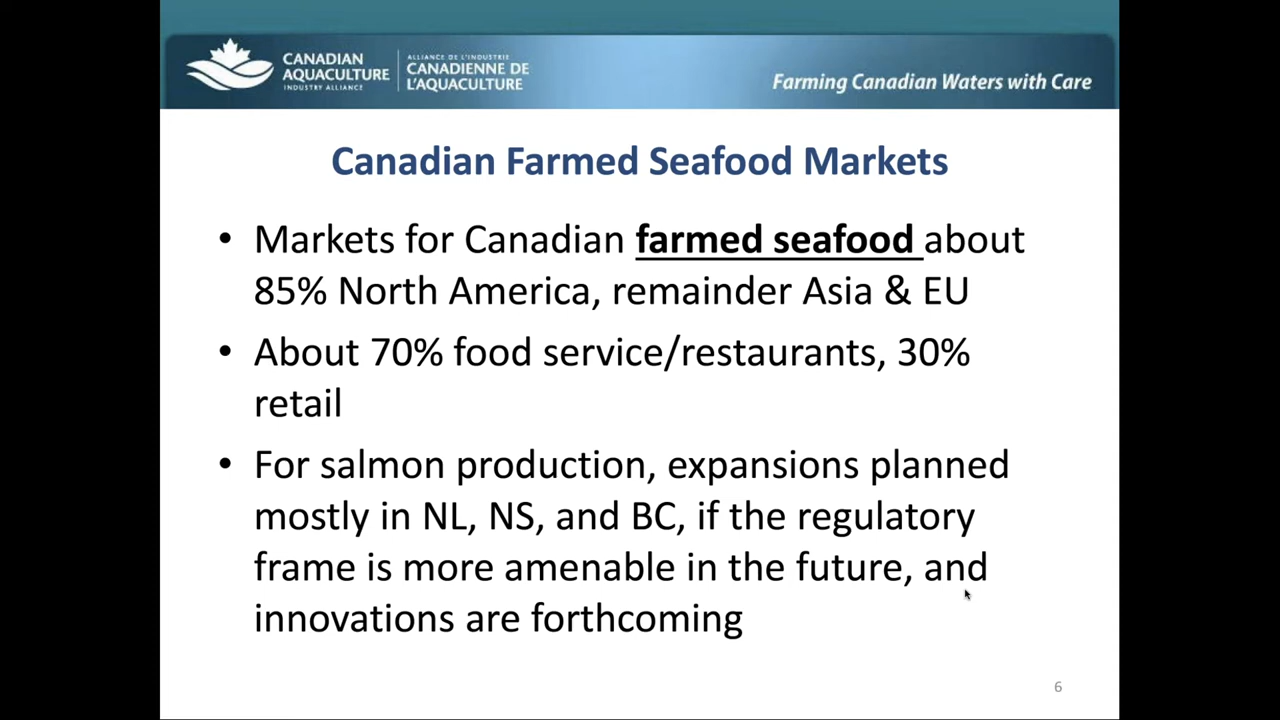 CANADIAN
AQUACULTURE
INDUSTRY ALLIANCE
ALLIANCE DE L'INDUSTRIE
CANADIENNE DE
L'AQUACULTURE
Farming Canadian Waters with Care
Canadian Farmed Seafood Markets
• Markets for Canadian farmed seafood about
85% North America, remainder Asia & EU
• About 70% food service/restaurants, 30%
retail
• For salmon production, expansions planned
mostly in NL, NS, and BC, if the regulatory
frame is more amenable in the future, and
innovations are forthcoming
6